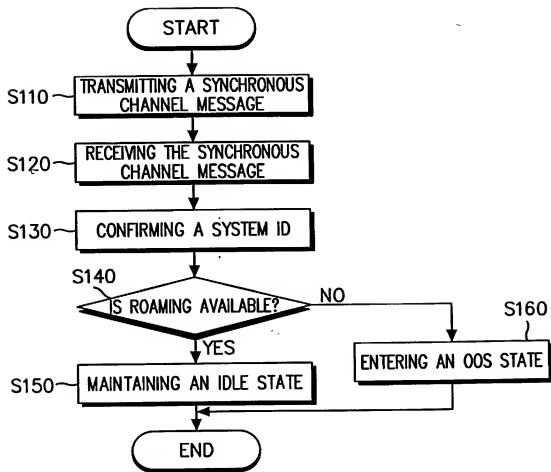 START
S110
TRANSMITTING A SYNCHRONOUS
CHANNEL MESSAGE
S120
RECEIVING THE SYNCHRONOUS
CHANNEL MESSAGE
S130
CONFIRMING A SYSTEM ID
S140
IS ROAMING AVAILABLE?
NO
YES
S160
ENTERING AN OOS STATE
S150
MAINTAINING AN IDLE STATE
END